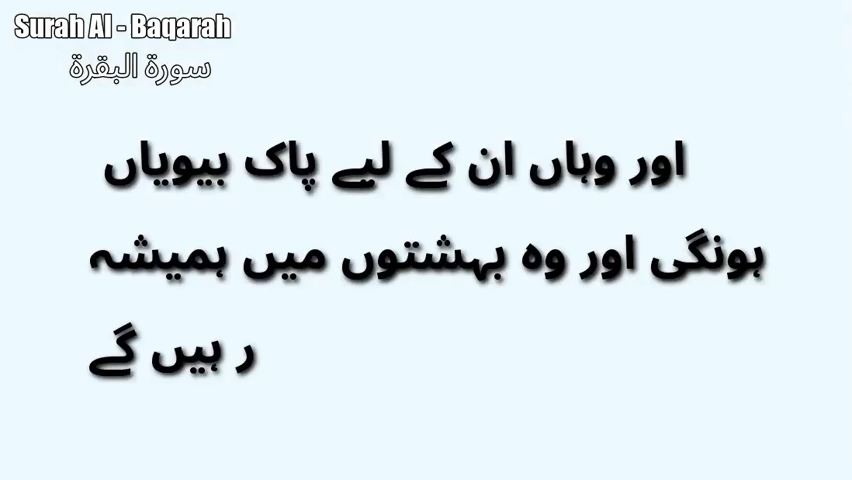 Surah Al - Baqarah
سورة البقرة
اور وہاں ان کے لیے پاک بیویاں
ہونگی اور وہ بہشتوں میں ہمیشہ
ر ہیں گے